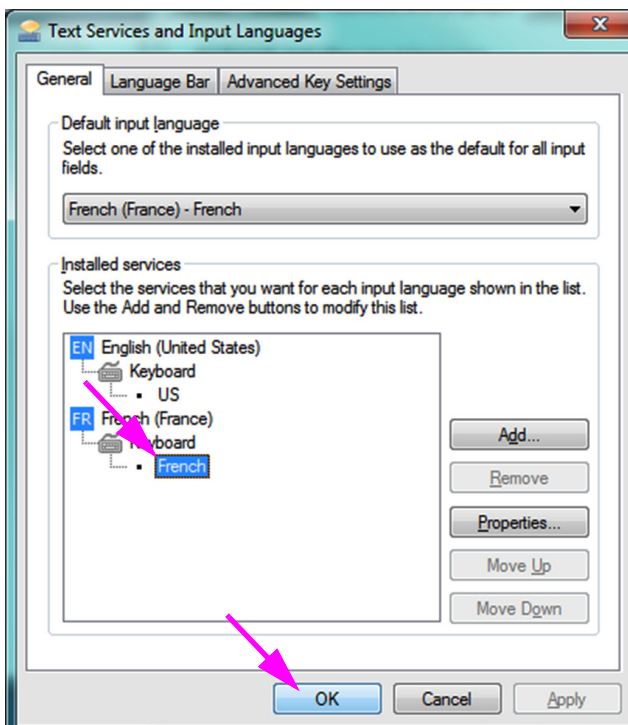 Text Services and Input Languages
General
Language Bar
Advanced Key Settings
Default input language
Select one of the installed input languages to use as the default for all input
fields.
French (France) - French
Installed services
Select the services that you want for each input language shown in the list.
Use the Add and Remove buttons to modify this list.
EN English (United States)
Keyboard
US
FR French (France)
Keyboard
French
Add...
Remove
Properties...
Move Up
Move Down
OK
Cancel
Apply